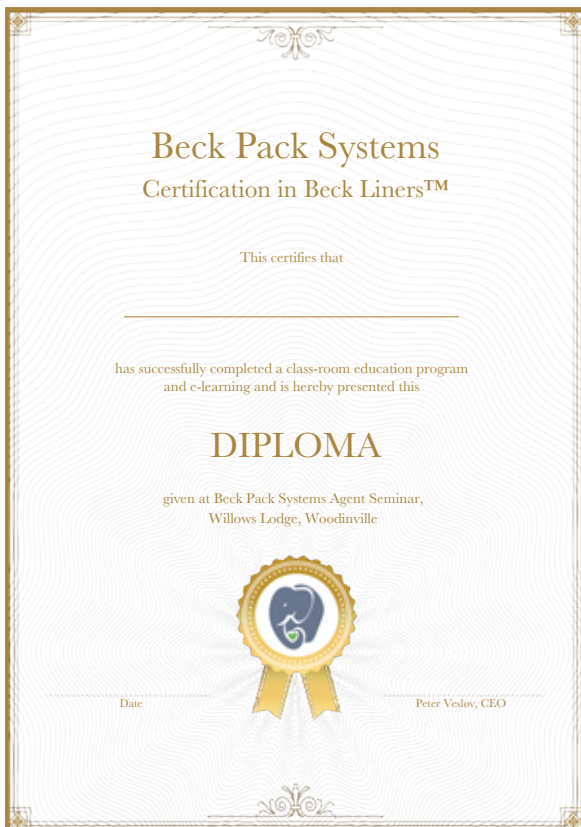 Beck Pack Systems
Certification in Beck Liners™
This certifies that
has successfully completed a class-room education program
and e-learning and is hereby presented this
DIPLOMA
given at Beck Pack Systems Agent Seminar,
Willows Lodge, Woodinville
Date
Peter Vesløv, CEO